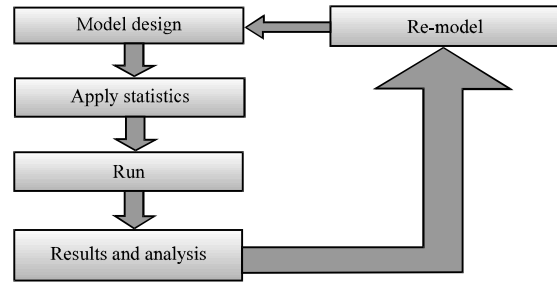 Model design
Re-model
Apply statistics
Run
Results and analysis